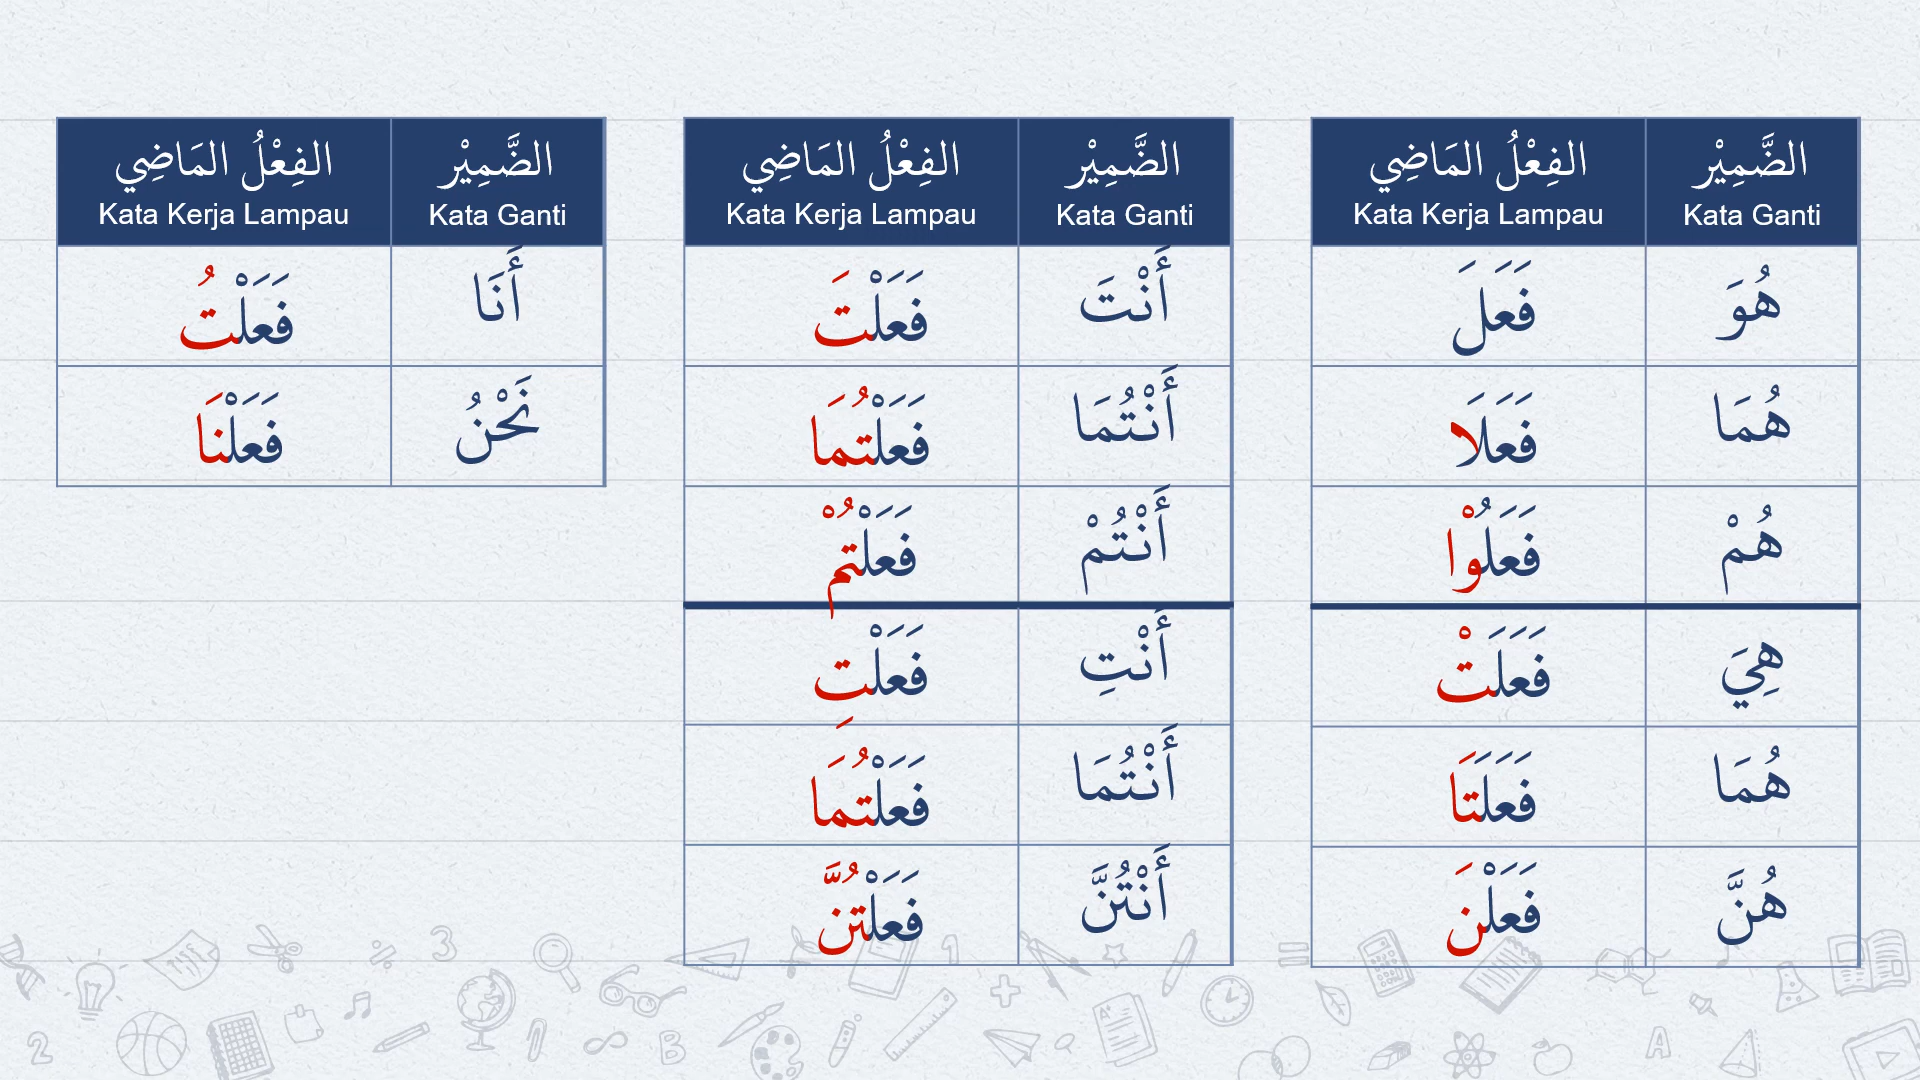 الضَّمِيْر الفِعْلُ المَاضِي
Kata Ganti Kata Kerja Lampau
هُوَ فَعَلَ
هُمَا فَعَلَا
هُمْ فَعَلُوْا
هِيَ فَعَلَتْ
هُمَا فَعَلَتَا
هُنَّ فَعَلْنَ
الضَّمِيْر الفِعْلُ المَاضِي
Kata Ganti Kata Kerja Lampau
أَنْتَ فَعَلْتَ
أَنْتُمَا فَعَلْتُمَا
أَنْتُمْ فَعَلْتُمْ
أَنْتِ فَعَلْتِ
أَنْتُمَا فَعَلْتُمَا
أَنْتُنَّ فَعَلْتُنَّ
الضَّمِيْر الفِعْلُ المَاضِي
Kata Ganti Kata Kerja Lampau
أَنَا فَعَلْتُ
نَحْنُ فَعَلْنَا